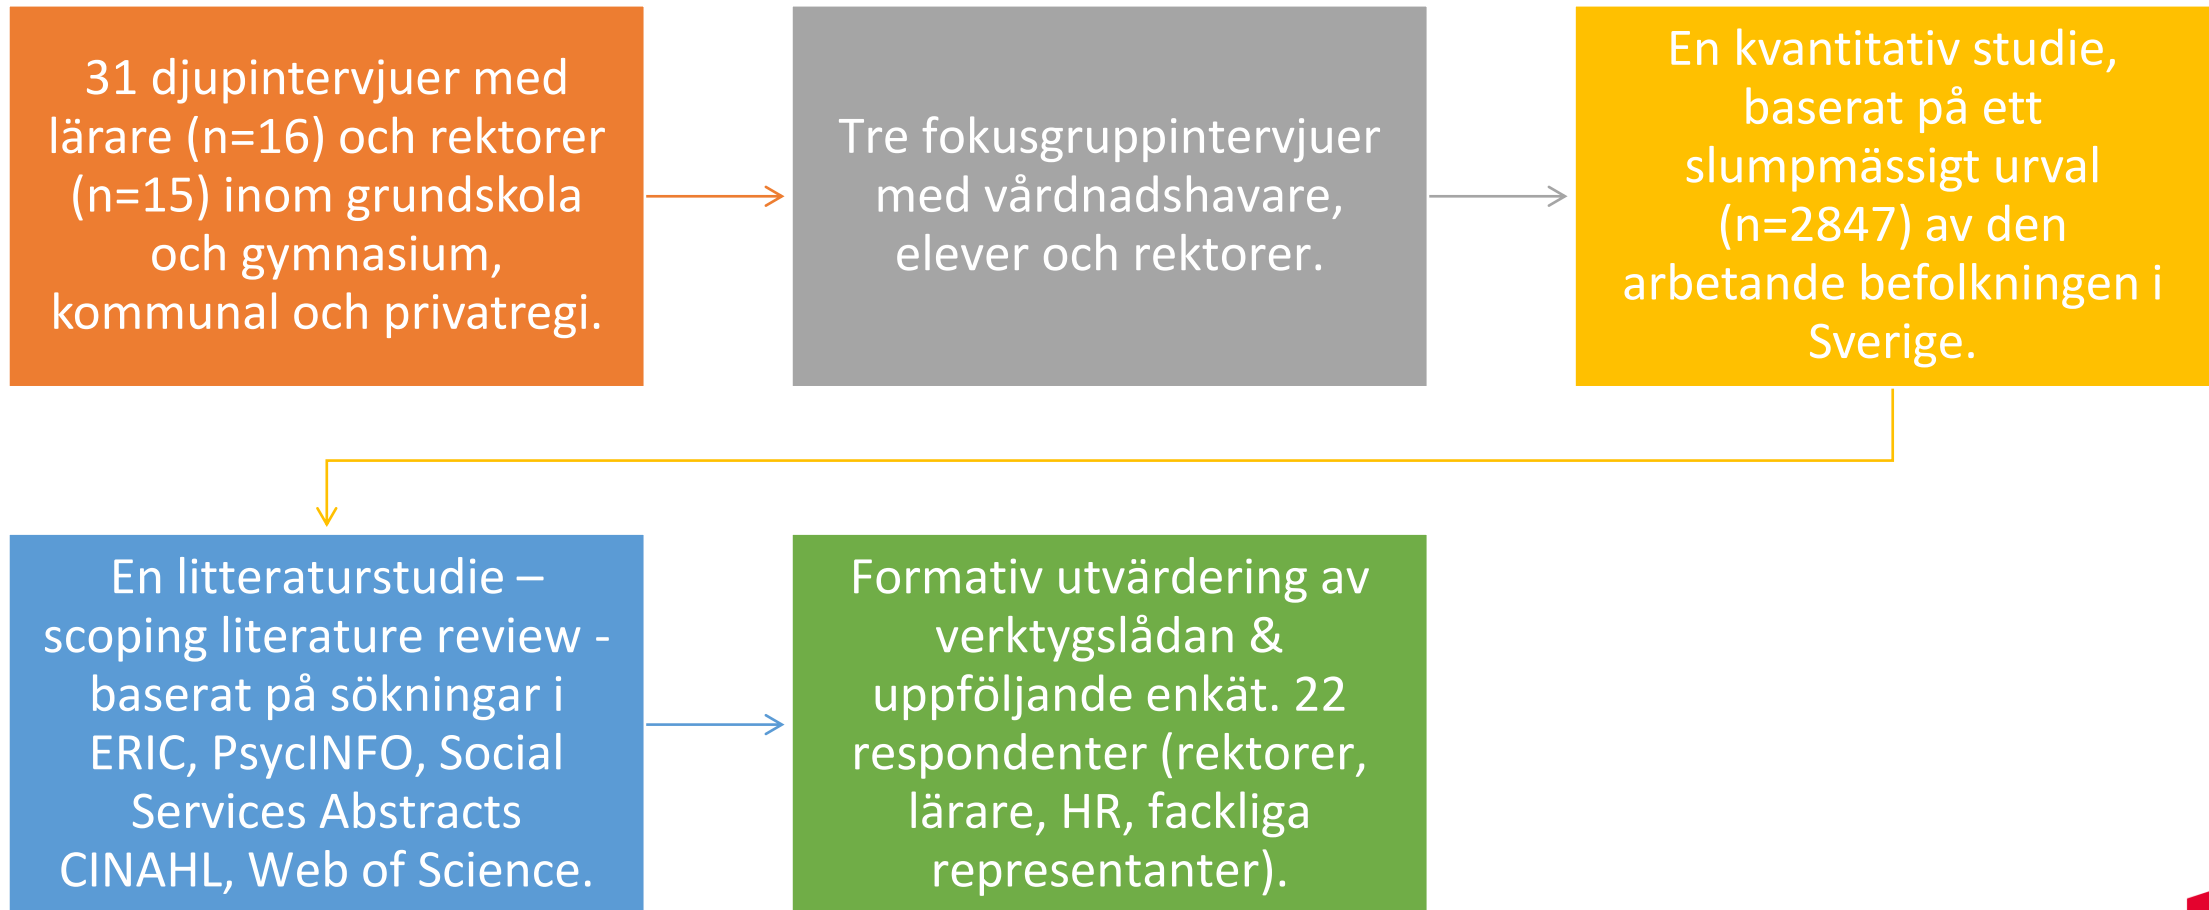 31 djupintervjuer med
lärare (n=16) och rektorer
(n=15) inom grundskola
och gymnasium,
kommunal och privatregi.
Tre fokusgruppintervjuer
med vårdnadshavare,
elever och rektorer.
En kvantitativ studie,
baserat på ett
slumpmässigt urval
(n=2847) av den
arbetande befolkningen i
Sverige.
En litteraturstudie –
scoping literature review -
baserat på sökningar i
ERIC, PsycINFO, Social
Services Abstracts
CINAHL, Web of Science.
Formativ utvärdering av
verktygslådan &
uppföljande enkät. 22
respondenter (rektorer,
lärare, HR, fackliga
representanter).